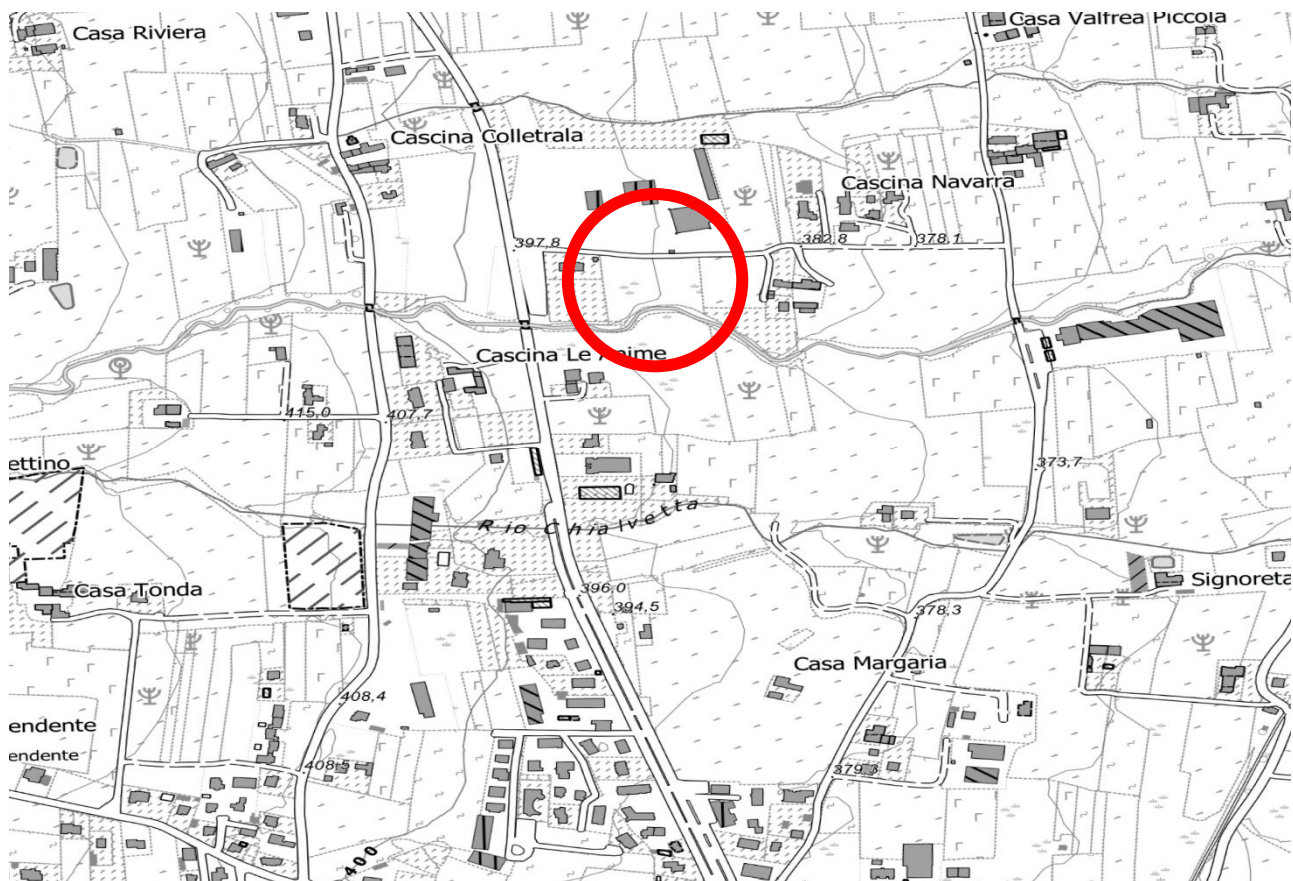 Casa Riviera
Casa Valfrea Piccola
Cascina Colletrala
Cascina Navarra
397,8
382,8
378,1
Cascina Le Anime
415,0
407,7
ettino
373,7
Rio Chialvetta
Casa Tonda
396,0
394,5
378,3
Signoreta
Casa Margaria
408,4
endente
endente
408,5
379,3
400